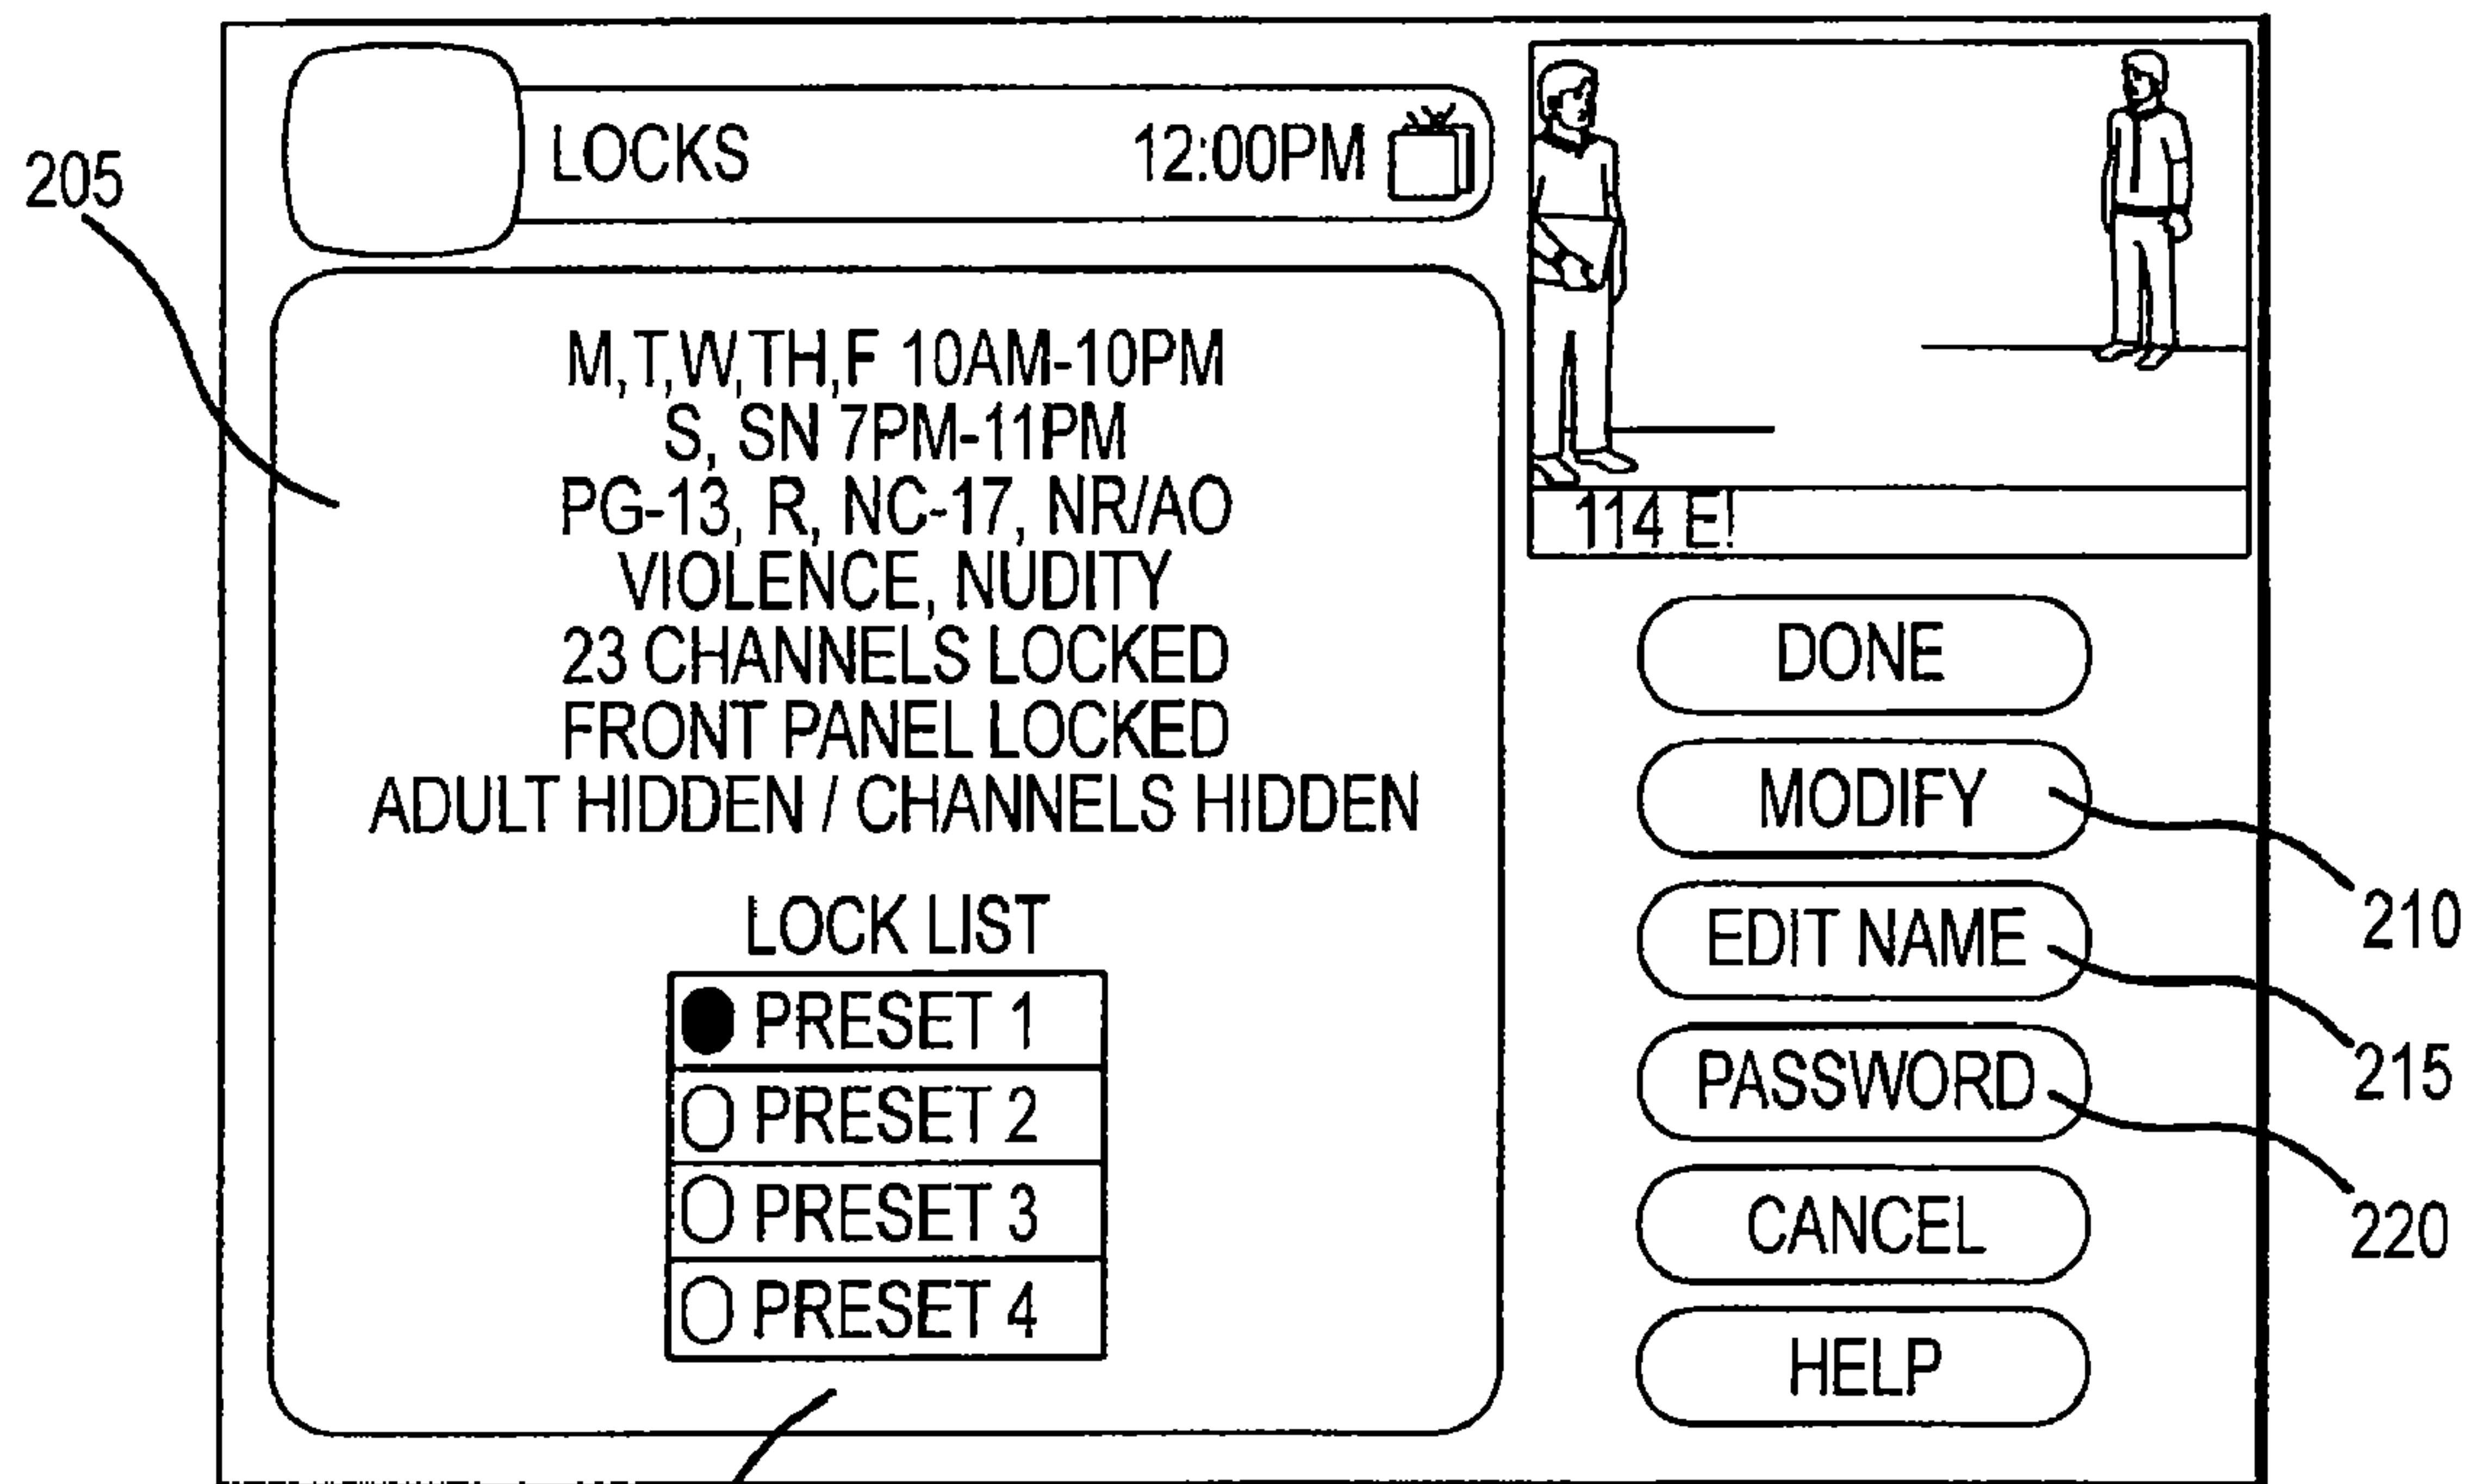 205
LOCKS 12:00PM
M,T,W,TH,F 10AM-10PM
S, SN 7PM-11PM
PG-13, R, NC-17, NR/AO
VIOLENCE, NUDITY
23 CHANNELS LOCKED
FRONT PANEL LOCKED
ADULT HIDDEN / CHANNELS HIDDEN
LOCK LIST
PRESET 1
PRESET 2
PRESET 3
PRESET 4
114 E!
DONE
MODIFY
EDIT NAME
PASSWORD
CANCEL
HELP
210
215
220